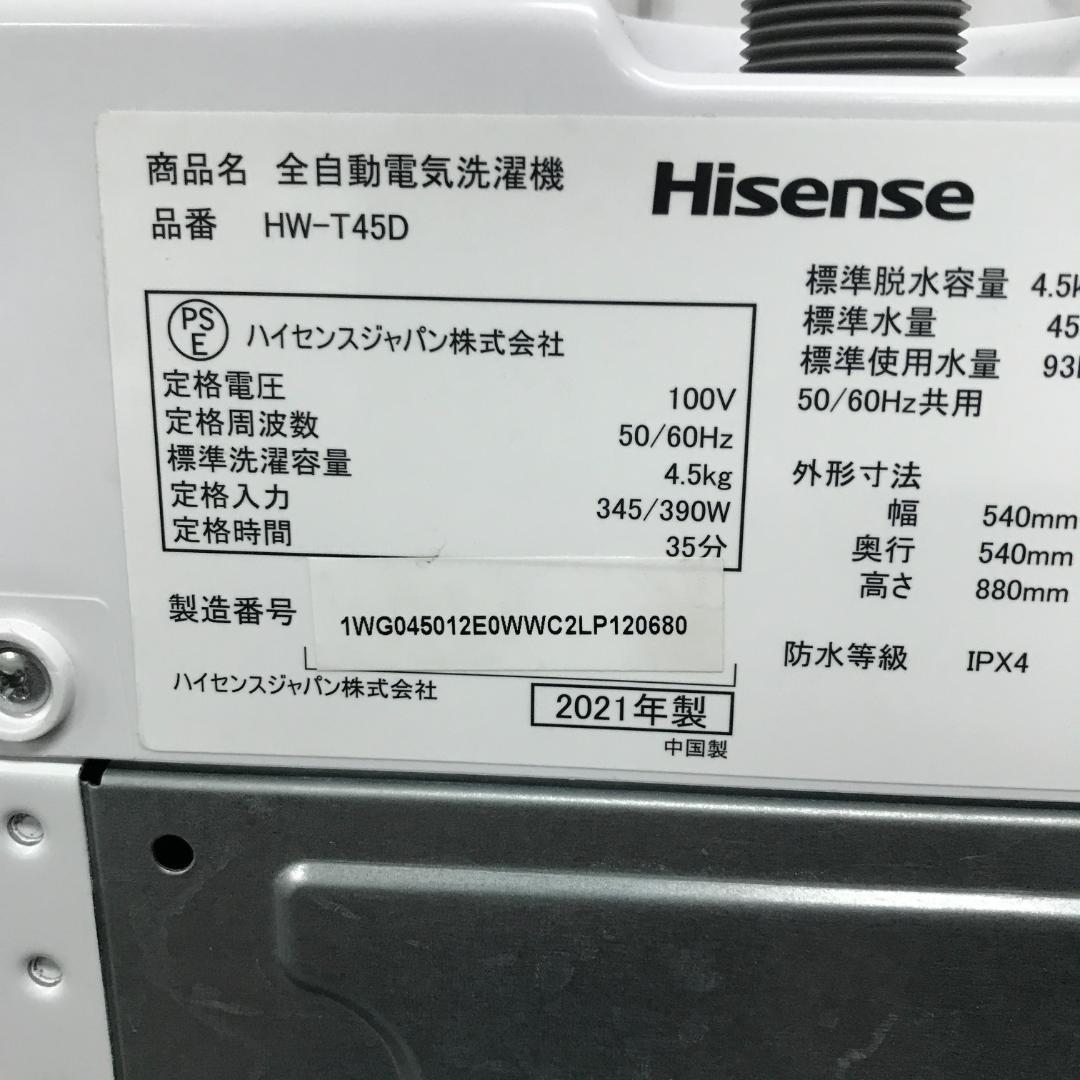 商品名 全自動電気洗濯機
品番 HW-T45D
Hisense
PSE ハイセンスジャパン株式会社
定格電圧 100V
定格周波数 50/60Hz
標準洗濯容量 4.5kg
定格入力 345/390W
定格時間 35分
製造番号 1WG045012E0WWC2LP120680
ハイセンスジャパン株式会社
2021年製
中国製
標準脱水容量 4.5k
標準水量 45
標準使用水量 93
50/60Hz共用
外形寸法
幅 540mm
奥行 540mm
高さ 880mm
防水等級 IPX4